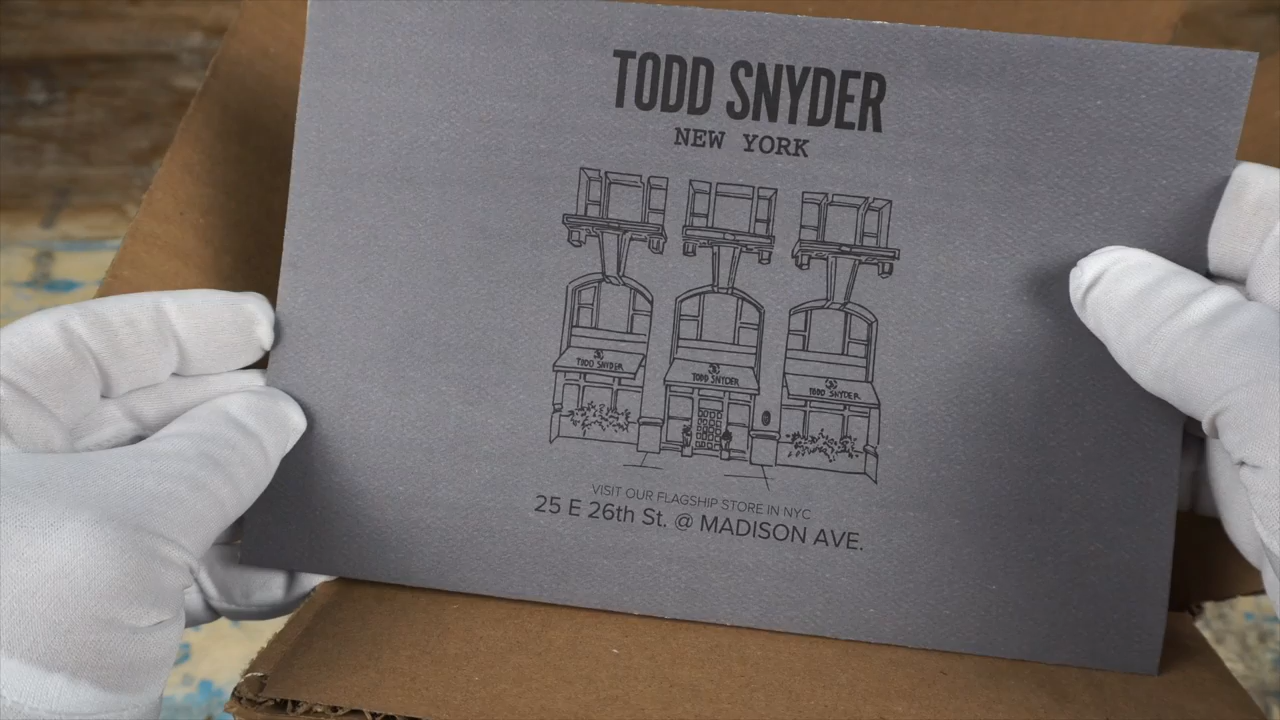 TODD SNYDER
NEW YORK
TODD SNYDER
TODD SNYDER
TODD SNYDER
VISIT OUR FLAGSHIP STORE IN NYC
25 E 26th St. @ MADISON AVE.